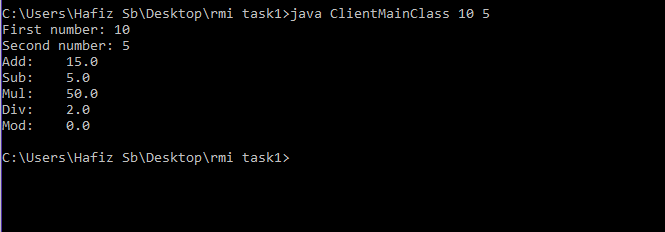 C:\Users\Hafiz Sb\Desktop\rmi task1>java ClientMainClass 10 5
First number: 10
Second number: 5
Add:    15.0
Sub:    5.0
Mul:    50.0
Div:    2.0
Mod:    0.0
C:\Users\Hafiz Sb\Desktop\rmi task1>